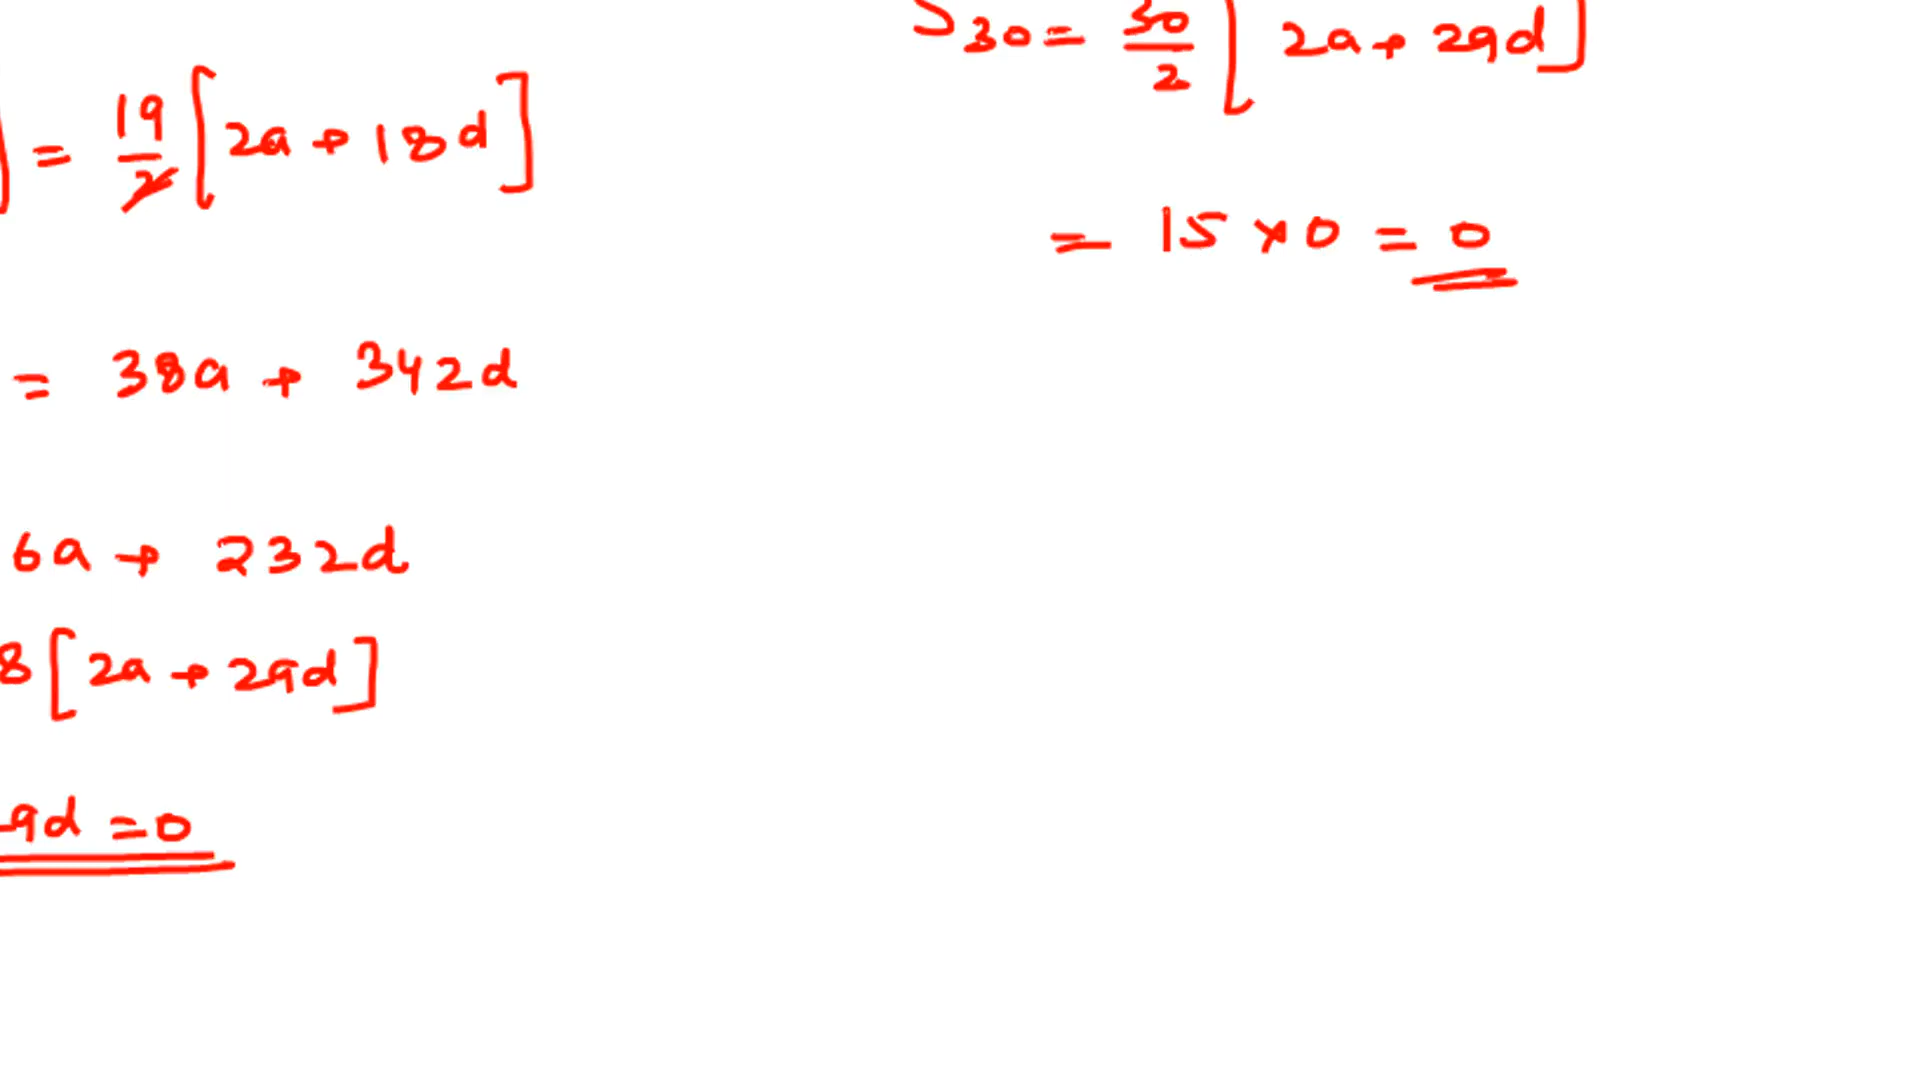 = 19/2 [2a + 18d]
= 38a + 342d
6a + 232d
8 [2a + 29d]
9d = 0
S30 = 30/2 [2a + 29d]
= 15 × 0 = 0